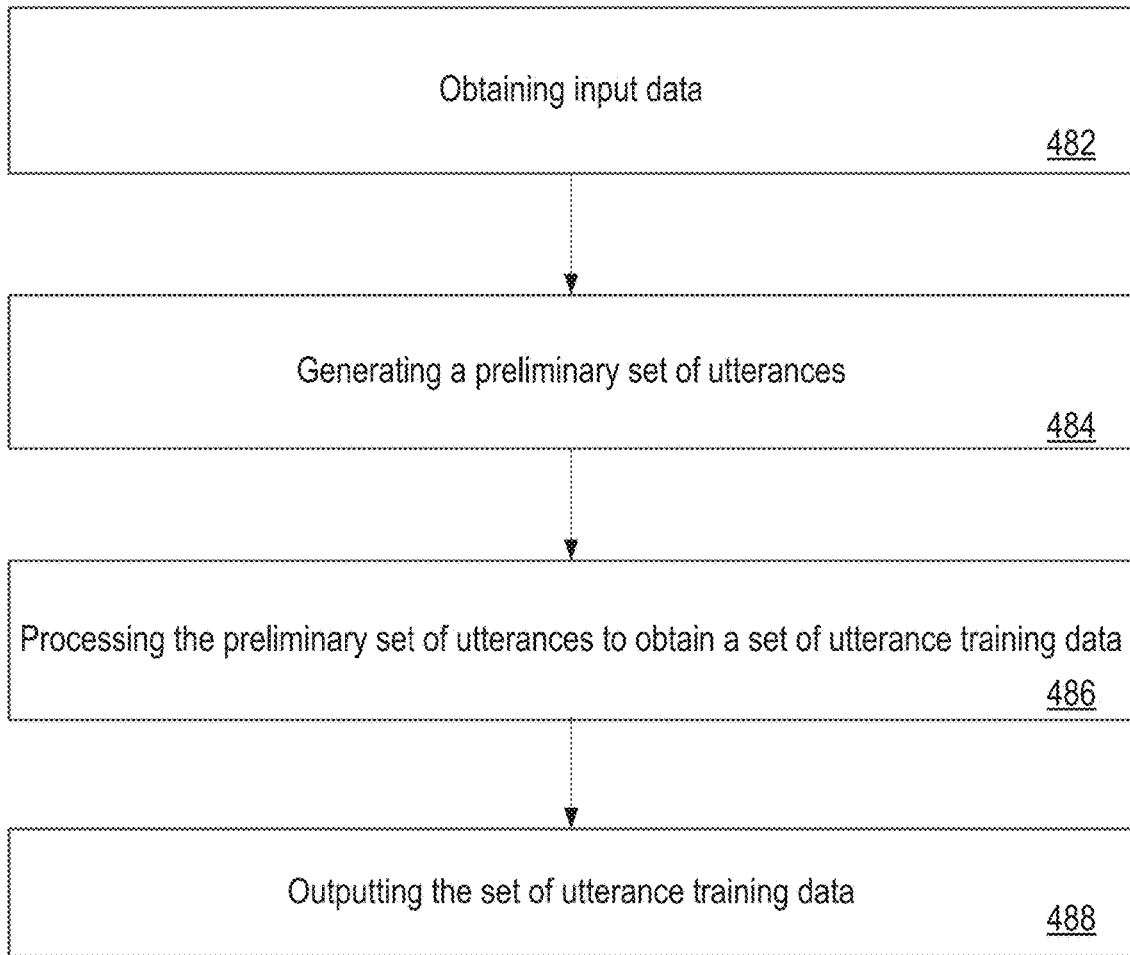 Obtaining input data
482
Generating a preliminary set of utterances
484
Processing the preliminary set of utterances to obtain a set of utterance training data
486
Outputting the set of utterance training data
488